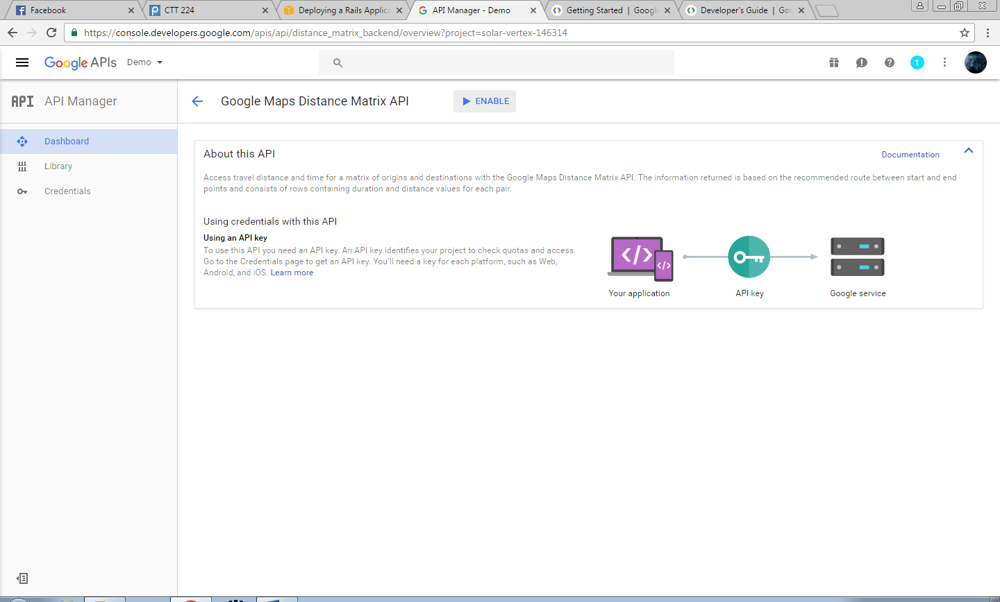 Facebook
CTT 224
Deploying a Rails Applica
API Manager - Demo
Getting Started | Googl
Developer's Guide | Goo
https://console.developers.google.com/apis/api/distance_matrix_backend/overview?project=solar-vertex-146314
Google APIs
Demo
1
API
API Manager
Google Maps Distance Matrix API
ENABLE
Dashboard
Library
Credentials
About this API
Documentation
Access travel distance and time for a matrix of origins and destinations with the Google Maps Distance Matrix API. The information returned is based on the recommended route between start and end
points and consists of rows containing duration and distance values for each pair.
Using credentials with this API
Using an API key
To use this API you need an API key. An API key identifies your project to check quotas and access.
Go to the Credentials page to get an API key. You'll need a key for each platform, such as Web,
Android, and iOS. Learn more
</>
</>
Your application
API key
Google service